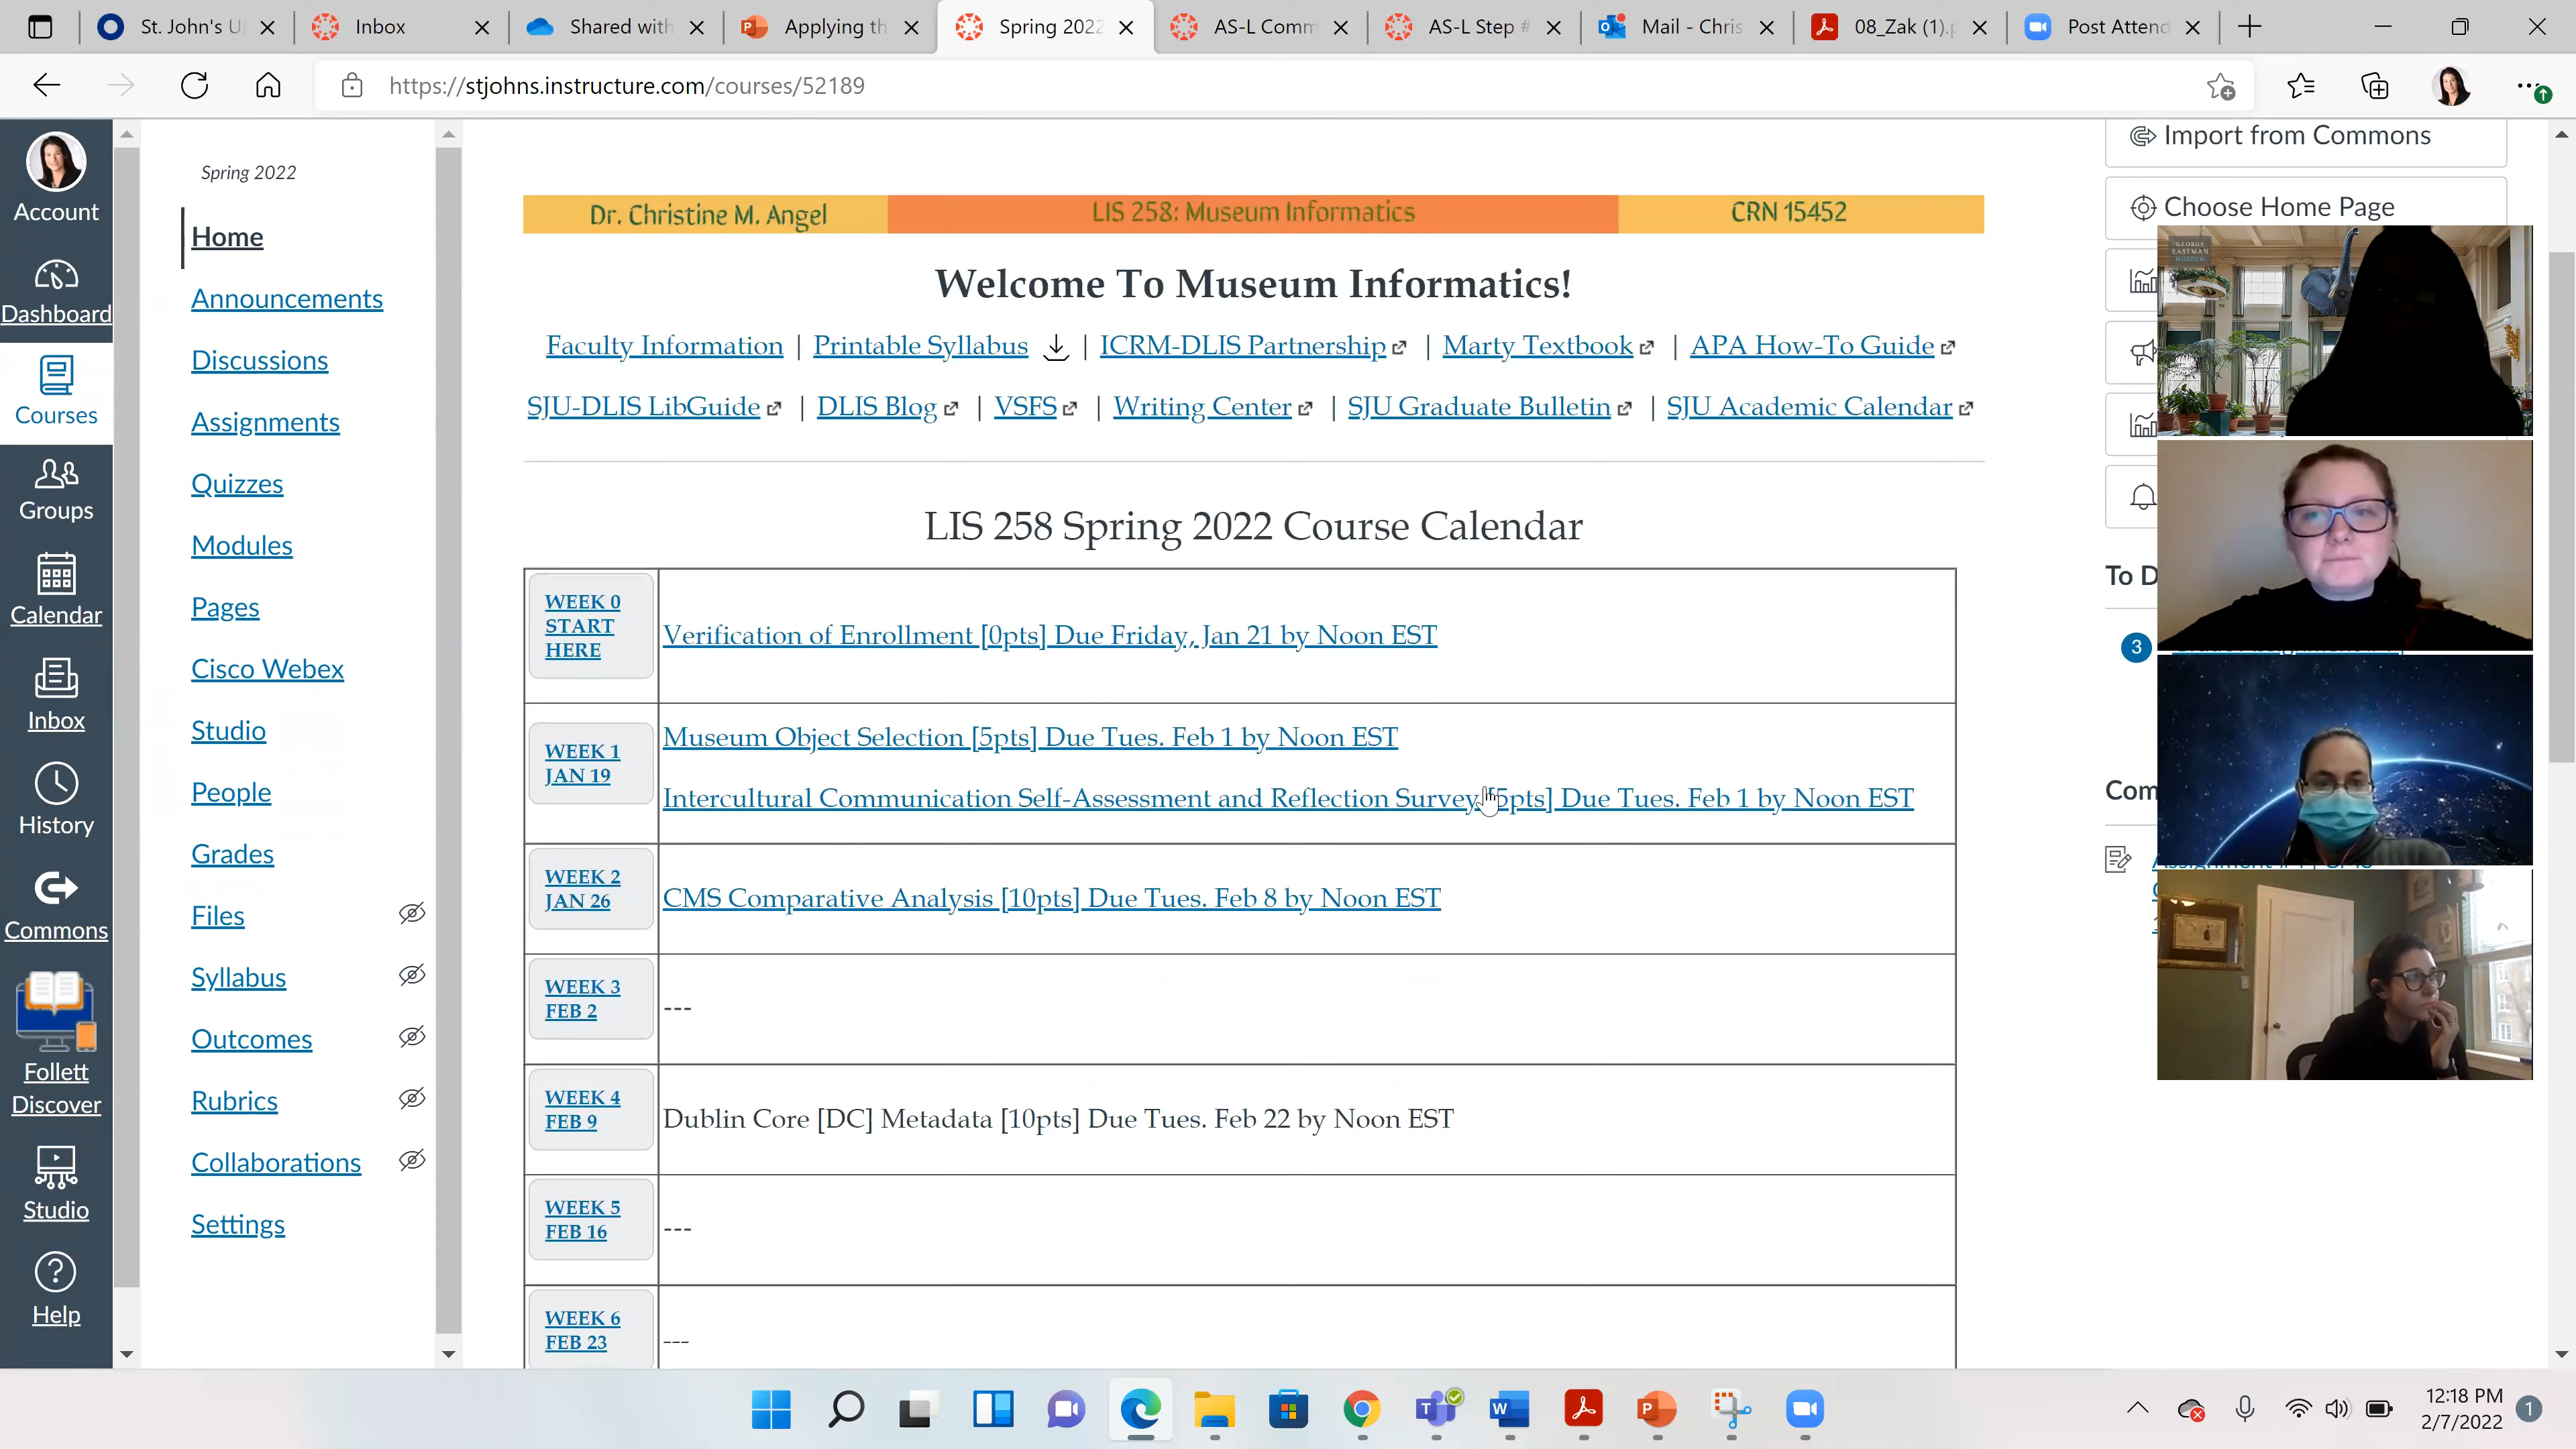 St. John's U
Inbox
Shared with
Applying th
Spring 2022
AS-L Comm
AS-L Step #
Mail - Chris
08_Zak (1).p
Post Attend
https://stjohns.instructure.com/courses/52189
Account
Dashboard
Courses
Groups
Calendar
Inbox
History
Commons
Follett
Discover
Studio
Help
Spring 2022
Home
Announcements
Discussions
Assignments
Quizzes
Modules
Pages
Cisco Webex
Studio
People
Grades
Files
Syllabus
Outcomes
Rubrics
Collaborations
Settings
Dr. Christine M. Angel LIS 258: Museum Informatics CRN 15452
Welcome To Museum Informatics!
Faculty Information | Printable Syllabus | ICRM-DLIS Partnership | Marty Textbook | APA How-To Guide
SJU-DLIS LibGuide | DLIS Blog | VSFS | Writing Center | SJU Graduate Bulletin | SJU Academic Calendar
LIS 258 Spring 2022 Course Calendar
WEEK 0
START
HERE
Verification of Enrollment [0pts] Due Friday, Jan 21 by Noon EST
WEEK 1
JAN 19
Museum Object Selection [5pts] Due Tues. Feb 1 by Noon EST
Intercultural Communication Self-Assessment and Reflection Survey [5pts] Due Tues. Feb 1 by Noon EST
WEEK 2
JAN 26
CMS Comparative Analysis [10pts] Due Tues. Feb 8 by Noon EST
WEEK 3
FEB 2
---
WEEK 4
FEB 9
Dublin Core [DC] Metadata [10pts] Due Tues. Feb 22 by Noon EST
WEEK 5
FEB 16
---
WEEK 6
FEB 23
---
Import from Commons
Choose Home Page
GEORGE
EASTMAN
MUSEUM
To D
3
Com
12:18 PM
2/7/2022
1